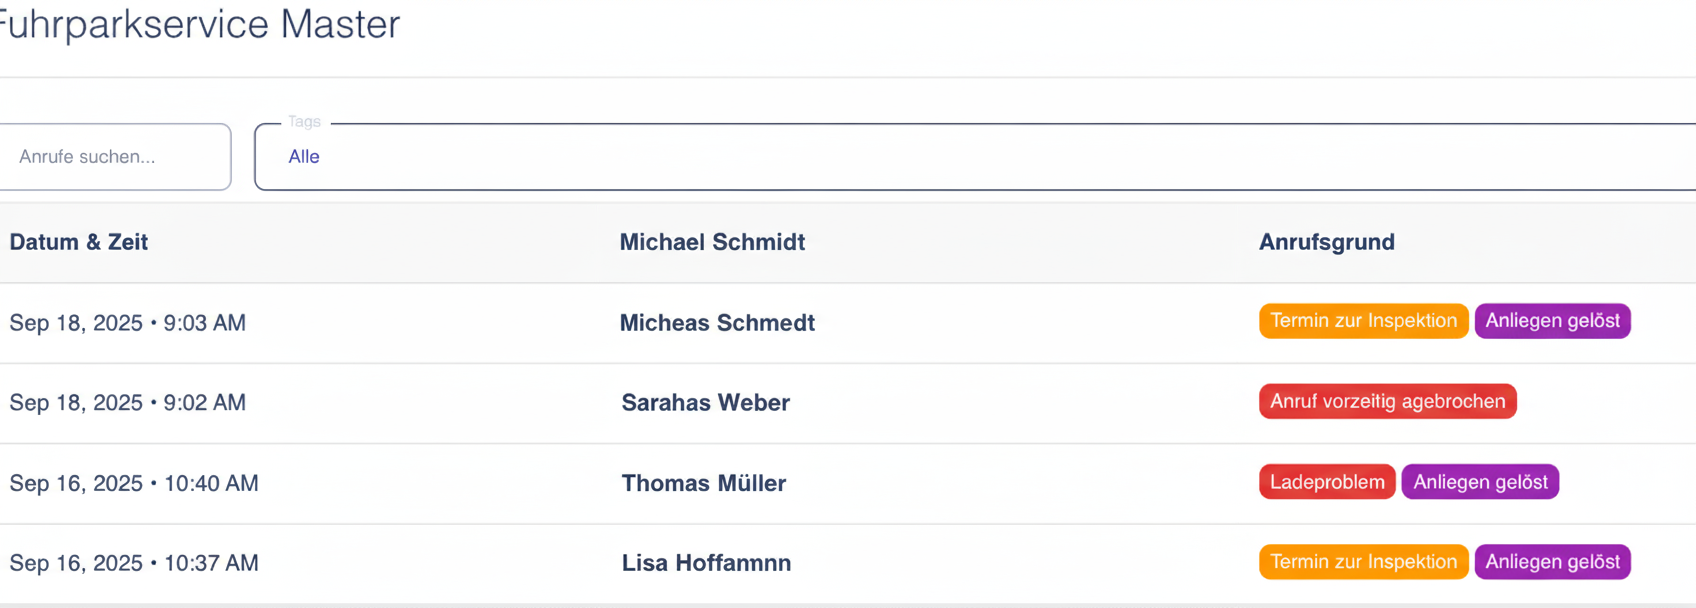 Fuhrparkservice Master
Tags
Anrufe suchen...
Alle
Datum & Zeit Michael Schmidt Anrufsgrund
Sep 18, 2025 • 9:03 AM Micheas Schmedt Termin zur Inspektion Anliegen gelöst
Sep 18, 2025 • 9:02 AM Sarahas Weber Anruf vorzeitig agebrochen
Sep 16, 2025 • 10:40 AM Thomas Müller Ladeproblem Anliegen gelöst
Sep 16, 2025 • 10:37 AM Lisa Hoffamnn Termin zur Inspektion Anliegen gelöst